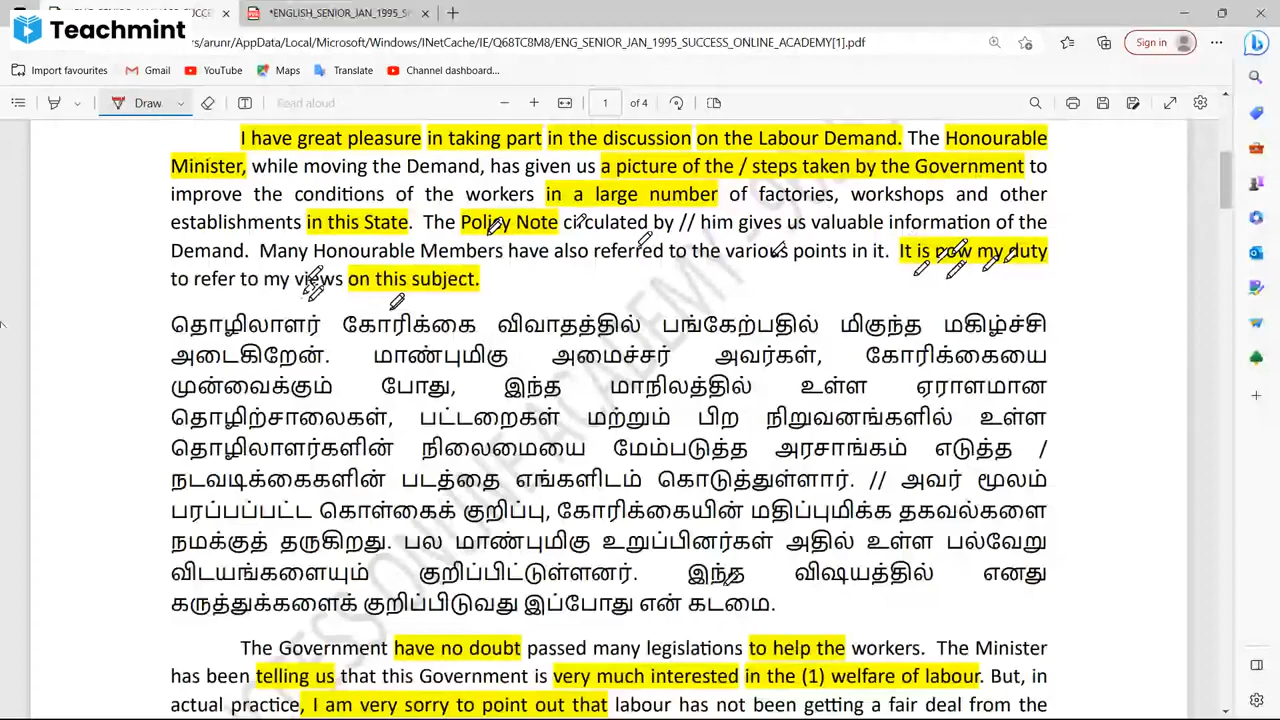 *ENGLISH_SENIOR_JAN_1995_
Teachmint
s/arunr/AppData/Local/Microsoft/Windows/INetCache/IE/Q68TC8M8/ENG_SENIOR_JAN_1995_SUCCESS_ONLINE_ACADEMY[1].pdf
Sign in
Import favourites Gmail YouTube Maps Translate Channel dashboard...
Draw Read aloud 1 of 4
I have great pleasure in taking part in the discussion on the Labour Demand. The Honourable
Minister, while moving the Demand, has given us a picture of the / steps taken by the Government to
improve the conditions of the workers in a large number of factories, workshops and other
establishments in this State. The Policy Note circulated by // him gives us valuable information of the
Demand. Many Honourable Members have also referred to the various points in it. It is now my duty
to refer to my views on this subject.
தொழிலாளர் கோரிக்கை விவாதத்தில் பங்கேற்பதில் மிகுந்த மகிழ்ச்சி
அடைகிறேன். மாண்புமிகு அமைச்சர் அவர்கள், கோரிக்கையை
முன்வைக்கும் போது, இந்த மாநிலத்தில் உள்ள ஏராளமான
தொழிற்சாலைகள், பட்டறைகள் மற்றும் பிற நிறுவனங்களில் உள்ள
தொழிலாளர்களின் நிலைமையை மேம்படுத்த அரசாங்கம் எடுத்த /
நடவடிக்கைகளின் படத்தை எங்களிடம் கொடுத்துள்ளார். // அவர் மூலம்
பரப்பப்பட்ட கொள்கைக் குறிப்பு, கோரிக்கையின் மதிப்புமிக்க தகவல்களை
நமக்குத் தருகிறது. பல மாண்புமிகு உறுப்பினர்கள் அதில் உள்ள பல்வேறு
விடயங்களையும் குறிப்பிட்டுள்ளனர். இந்த விஷயத்தில் எனது
கருத்துக்களைக் குறிப்பிடுவது இப்போது என் கடமை.
The Government have no doubt passed many legislations to help the workers. The Minister
has been telling us that this Government is very much interested in the (1) welfare of labour. But, in
actual practice, I am very sorry to point out that labour has not been getting a fair deal from the